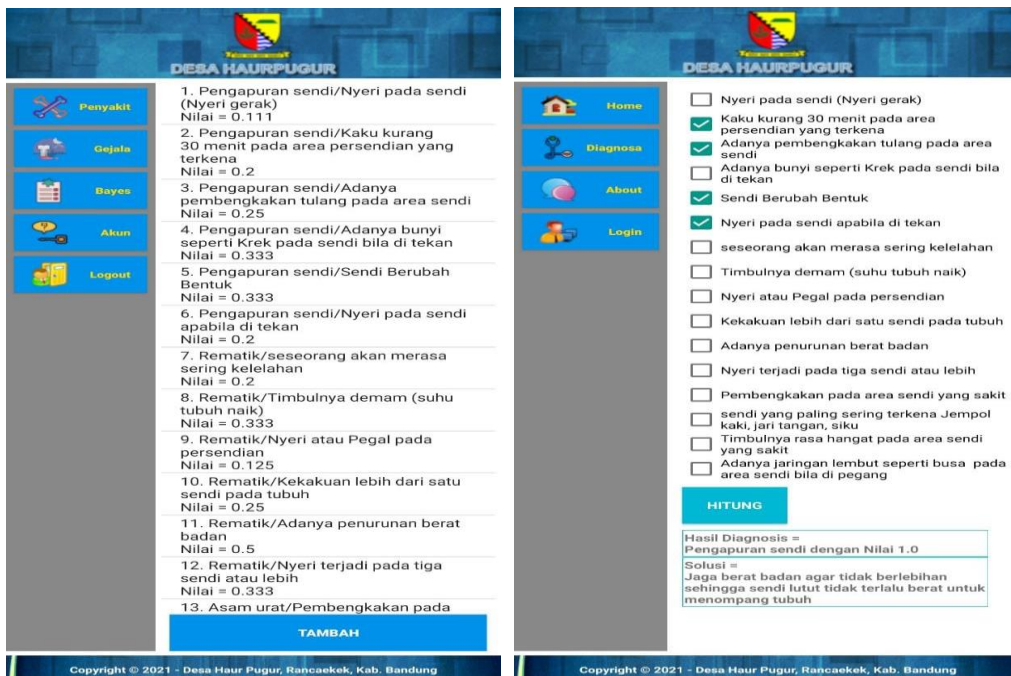 DESA HAURPUGUR
Penyakit
Gejala
Bayes
Akun
Logout
1. Pengapuran sendi/Nyeri pada sendi
(Nyeri gerak)
Nilai = 0.111
2. Pengapuran sendi/Kaku kurang
30 menit pada area persendian yang
terkena
Nilai = 0.2
3. Pengapuran sendi/Adanya
pembengkakan tulang pada area sendi
Nilai = 0.25
4. Pengapuran sendi/Adanya bunyi
seperti Krek pada sendi bila di tekan
Nilai = 0.333
5. Pengapuran sendi/Sendi Berubah
Bentuk
Nilai = 0.333
6. Pengapuran sendi/Nyeri pada sendi
apabila di tekan
Nilai = 0.2
7. Rematik/seseorang akan merasa
sering kelelahan
Nilai = 0.2
8. Rematik/Timbulnya demam (suhu
tubuh naik)
Nilai = 0.333
9. Rematik/Nyeri atau Pegal pada
persendian
Nilai = 0.125
10. Rematik/Kekakuan lebih dari satu
sendi pada tubuh
Nilai = 0.25
11. Rematik/Adanya penurunan berat
badan
Nilai = 0.5
12. Rematik/Nyeri terjadi pada tiga
sendi atau lebih
Nilai = 0.333
13. Asam urat/Pembengkakan pada
TAMBAH
Copyright © 2021 - Desa Haur Pugur, Rancaekek, Kab. Bandung
DESA HAURPUGUR
Home
Diagnosa
About
Login
Nyeri pada sendi (Nyeri gerak)
Kaku kurang 30 menit pada area
persendian yang terkena
Adanya pembengkakan tulang pada area
sendi
Adanya bunyi seperti Krek pada sendi bila
di tekan
Sendi Berubah Bentuk
Nyeri pada sendi apabila di tekan
seseorang akan merasa sering kelelahan
Timbulnya demam (suhu tubuh naik)
Nyeri atau Pegal pada persendian
Kekakuan lebih dari satu sendi pada tubuh
Adanya penurunan berat badan
Nyeri terjadi pada tiga sendi atau lebih
Pembengkakan pada area sendi yang sakit
sendi yang paling sering terkena Jempol
kaki, jari tangan, siku
Timbulnya rasa hangat pada area sendi
yang sakit
Adanya jaringan lembut seperti busa pada
area sendi bila di pegang
HITUNG
Hasil Diagnosis =
Pengapuran sendi dengan Nilai 1.0
Solusi =
Jaga berat badan agar tidak berlebihan
sehingga sendi lutut tidak terlalu berat untuk
menompang tubuh
Copyright © 2021 - Desa Haur Pugur, Rancaekek, Kab. Bandung